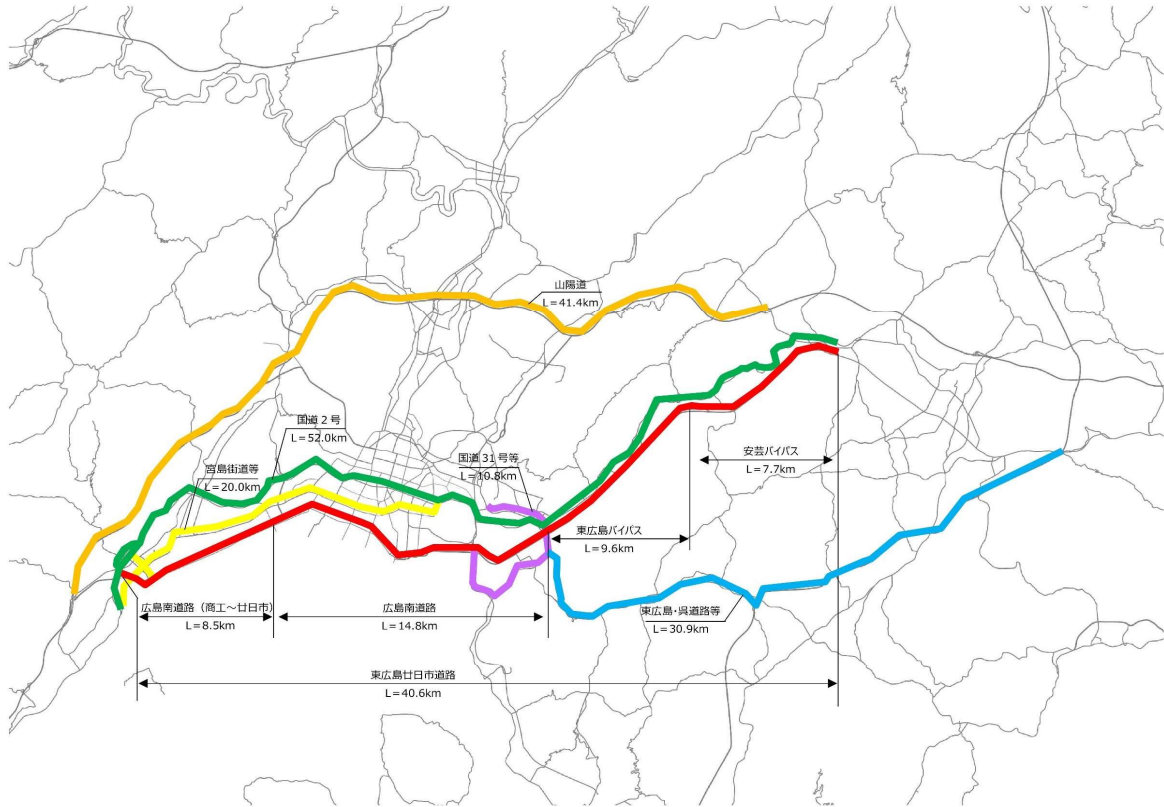 山陽道
L=41.4km
国道2号
L=52.0km
宮島街道等
L=20.0km
国道31号等
L=10.8km
安芸バイパス
L=7.7km
東広島バイパス
L=9.6km
広島南道路（商工～廿日市）
L=8.5km
広島南道路
L=14.8km
東広島・呉道路等
L=30.9km
東広島廿日市道路
L=40.6km